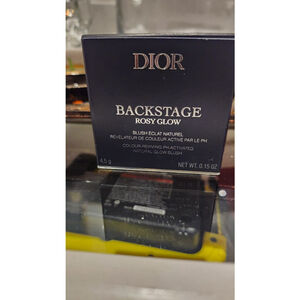 DIOR
BACKSTAGE
ROSY GLOW
BLUSH ÉCLAT NATUREL
RÉVÉLATEUR DE COULEUR ACTIVÉ PAR LE PH
COLOUR-REVIVING PH-ACTIVATED
NATURAL GLOW BLUSH
4,5 g
NET WT. 0.15 OZ